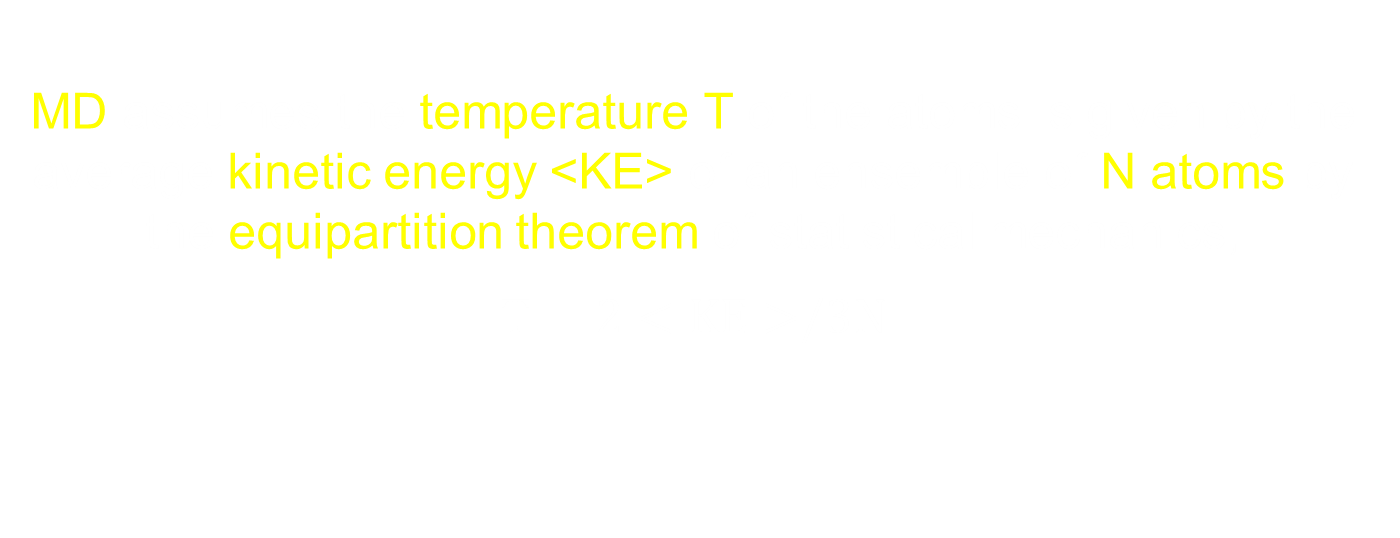 MD temperature T
kinetic energy <KE> N atoms
equipartition theorem